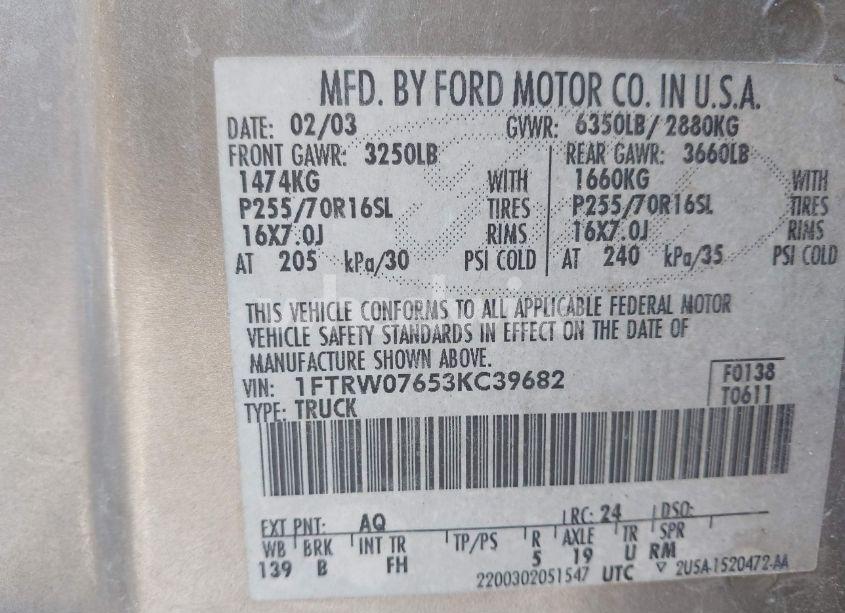 MFD. BY FORD MOTOR CO. IN U.S.A.
DATE: 02/03 GVWR: 6350LB/ 2880KG
FRONT GAWR: 3250LB REAR GAWR: 3660LB
1474KG WITH 1660KG WITH
P255/70R16SL TIRES P255/70R16SL TIRES
16X7.0J RIMS 16X7.0J RIMS
AT 205 kPa/30 PSI COLD AT 240 kPa/35 PSI COLD
THIS VEHICLE CONFORMS TO ALL APPLICABLE FEDERAL MOTOR
VEHICLE SAFETY STANDARDS IN EFFECT ON THE DATE OF
MANUFACTURE SHOWN ABOVE.
VIN: 1FTRW07653KC39682 F0138
TYPE: TRUCK T0611
EXT PNT: AQ RC: 24 DSO:
WB BRK INT TR TP/PS R AXLE TR SPR
139 B FH 5 19 U RM
2200302051547 UTC ▽ 2U5A-1520472-AA